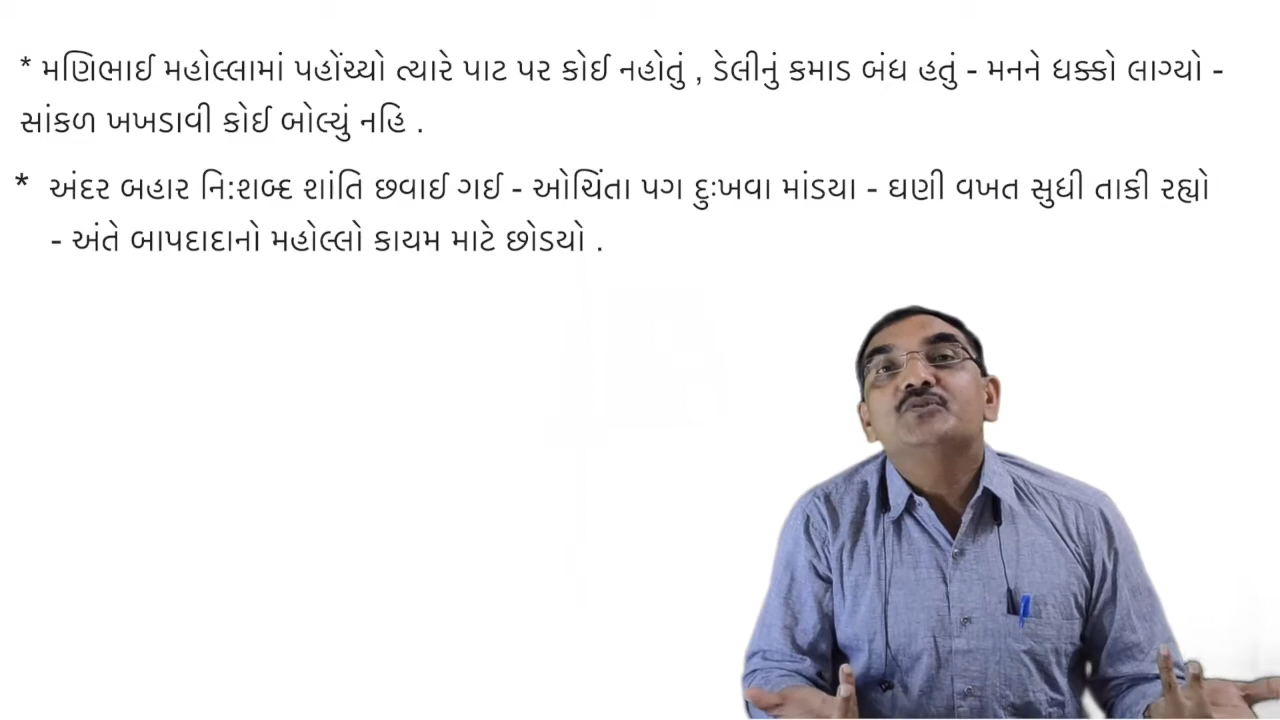 * મણિભાઈ મહોલ્લામાં પહોંચ્યો ત્યારે પાટ પર કોઈ નહોતું , ડેલીનું કમાડ બંધ હતું - મનને ધક્કો લાગ્યો -
સાંકળ ખખડાવી કોઈ બોલ્યું નહિ .
* અંદર બહાર નિ:શબ્દ શાંતિ છવાઈ ગઈ - ઓચિંતા પગ દુઃખવા માંડયા - ઘણી વખત સુધી તાકી રહ્યો
- અંતે બાપદાદાનો મહોલ્લો કાયમ માટે છોડયો .